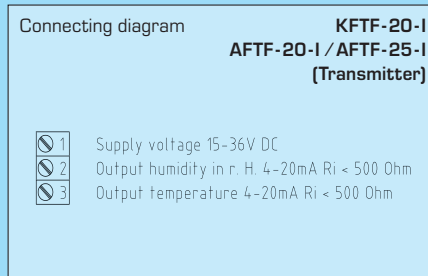 Connecting diagram KFTF-20-I
AFTF-20-I / AFTF-25-I
(Transmitter)
1 Supply voltage 15-36V DC
2 Output humidity in r. H. 4-20mA Ri < 500 Ohm
3 Output temperature 4-20mA Ri < 500 Ohm